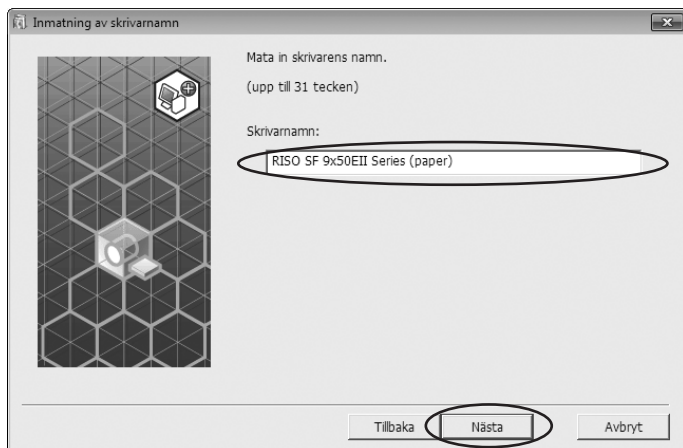 Inmatning av skrivarnamn
Mata in skrivarens namn.
(upp till 31 tecken)
Skrivarnamn:
RISO SF 9x50EII Series (paper)
Tillbaka
Nästa
Avbryt